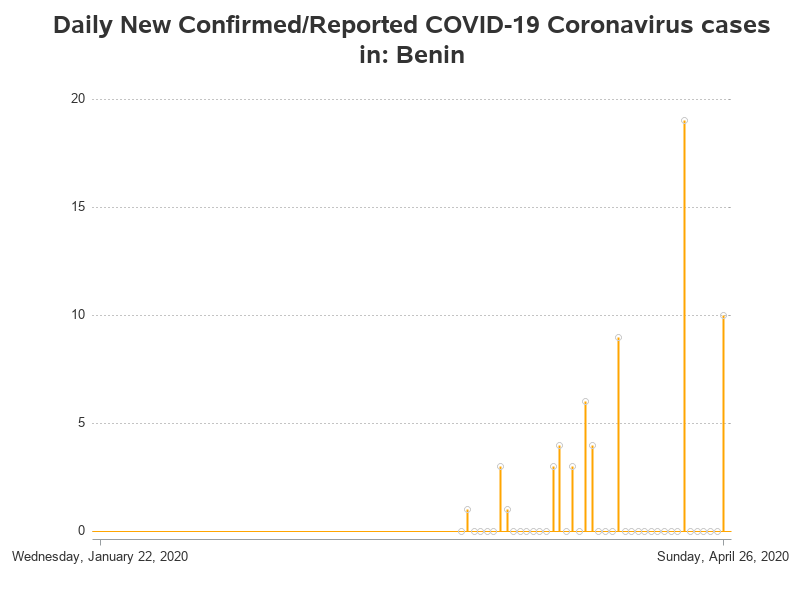 Daily New Confirmed/Reported COVID-19 Coronavirus cases
in: Benin
20
15
10
5
0
Wednesday, January 22, 2020
Sunday, April 26, 2020